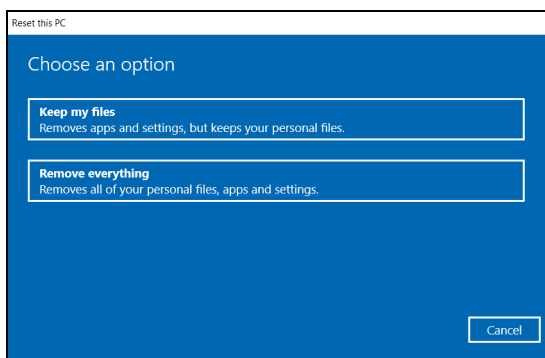 Reset this PC
Choose an option
Keep my files
Removes apps and settings, but keeps your personal files.
Remove everything
Removes all of your personal files, apps and settings.
Cancel